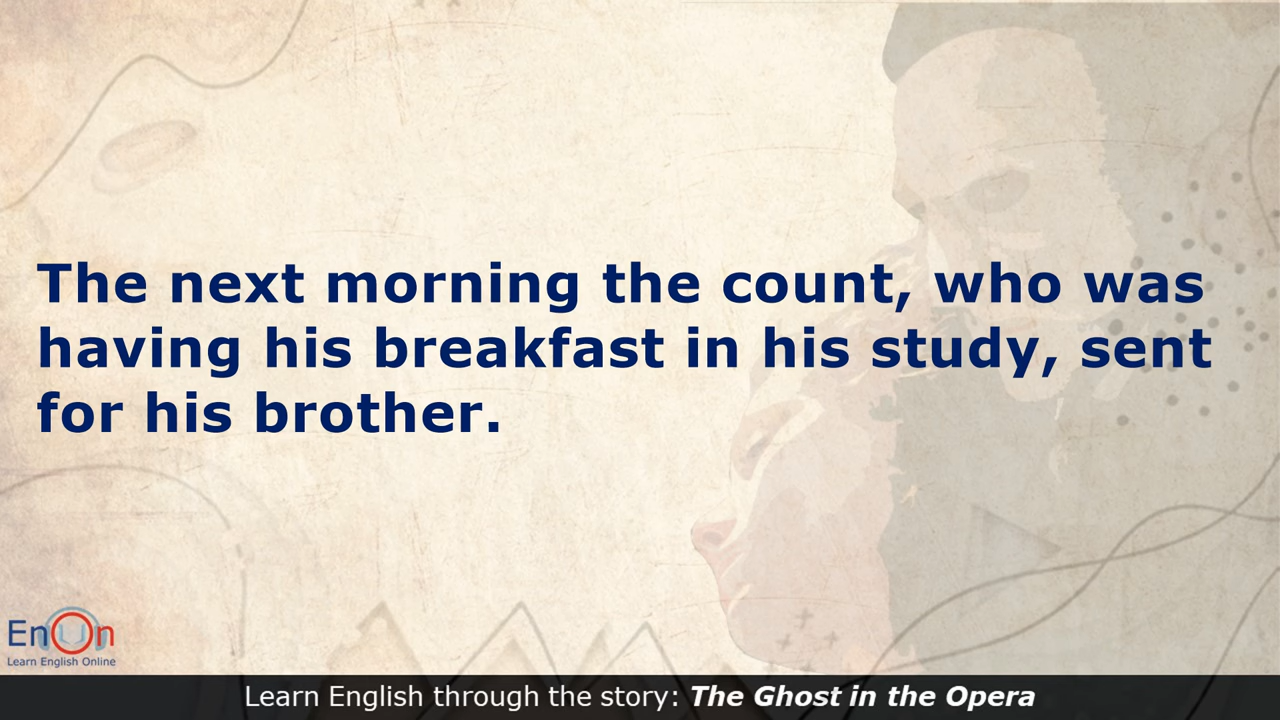 The next morning the count, who was
having his breakfast in his study, sent
for his brother.
EnOn
Learn English Online
Learn English through the story: The Ghost in the Opera